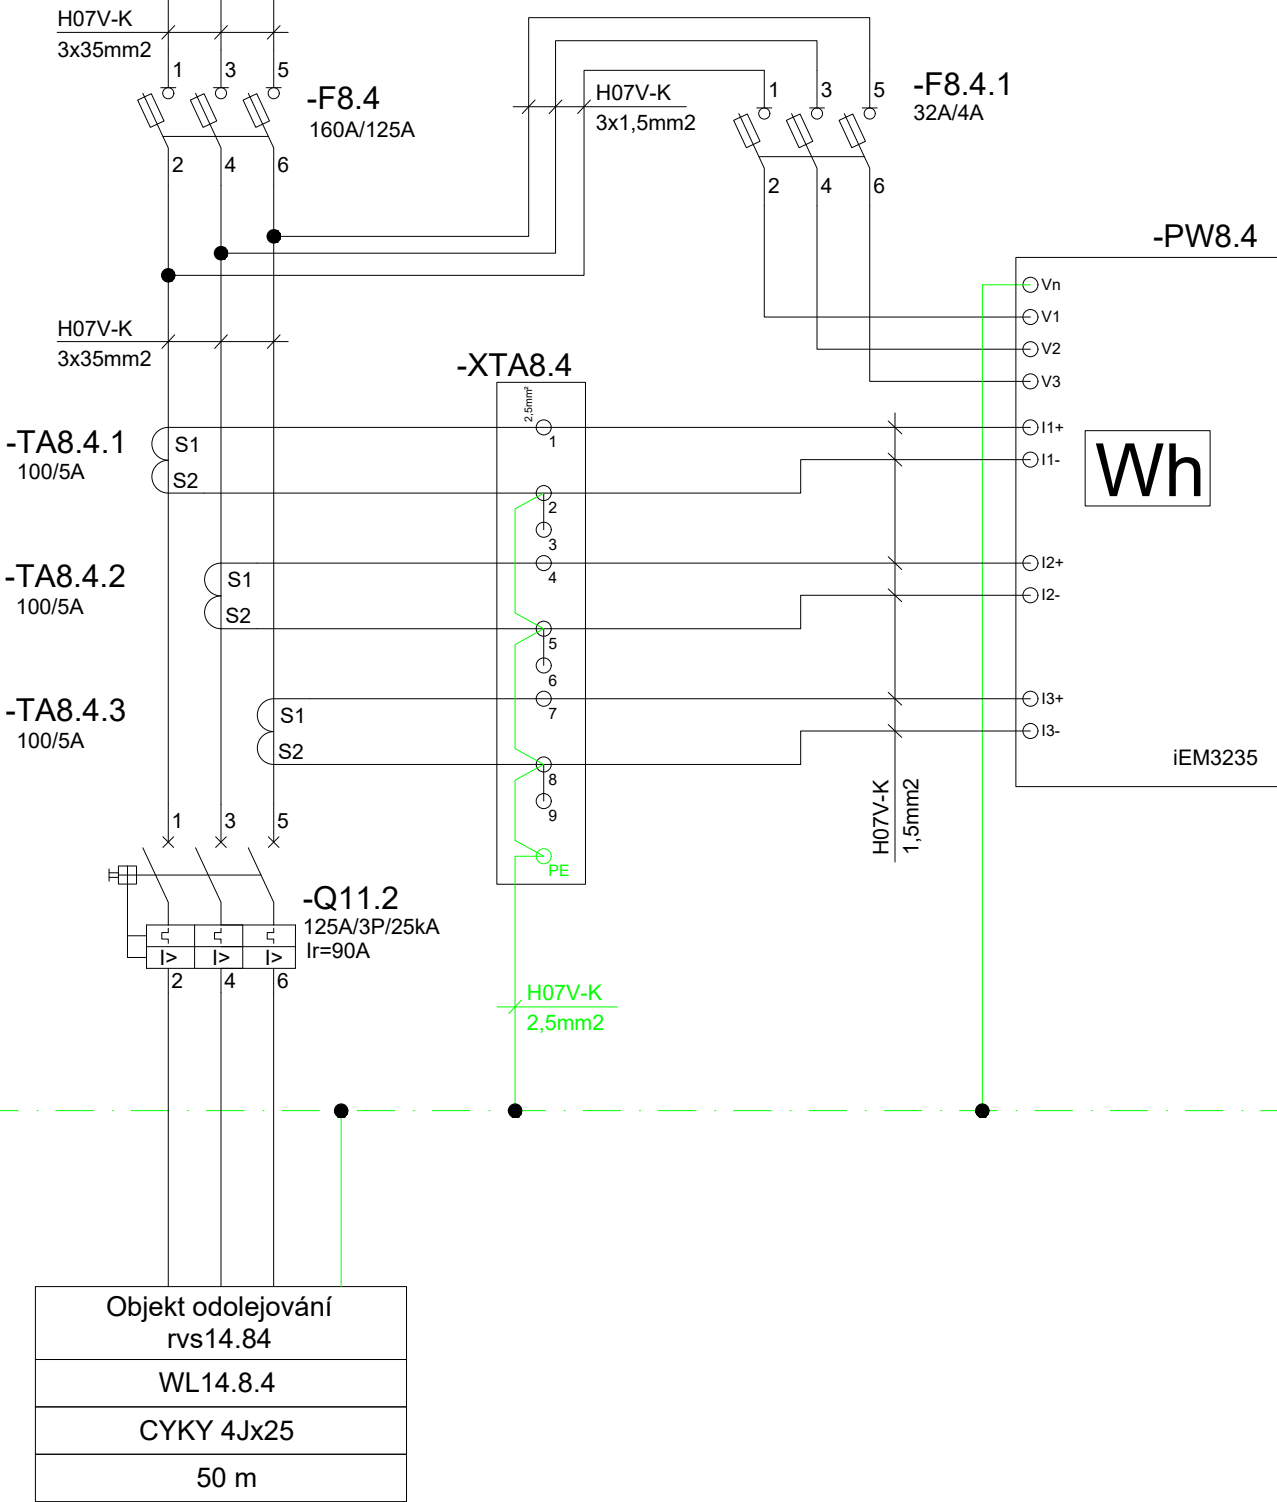 H07V-K
3x35mm2
1 3 5
-F8.4
160A/125A
2 4 6
H07V-K
3x1,5mm2
1 3 5
-F8.4.1
32A/4A
2 4 6
-PW8.4
Vn
V1
V2
V3
I1+
I1-
Wh
I2+
I2-
I3+
I3-
iEM3235
H07V-K
3x35mm2
-XTA8.4
2,5mm²
1
2
3
4
5
6
7
8
9
PE
-TA8.4.1
100/5A
S1
S2
-TA8.4.2
100/5A
S1
S2
-TA8.4.3
100/5A
S1
S2
H07V-K
1,5mm2
1 3 5
-Q11.2
125A/3P/25kA
Ir=90A
I> I> I>
2 4 6
H07V-K
2,5mm2
Objekt odolejování
rvs14.84
WL14.8.4
CYKY 4Jx25
50 m